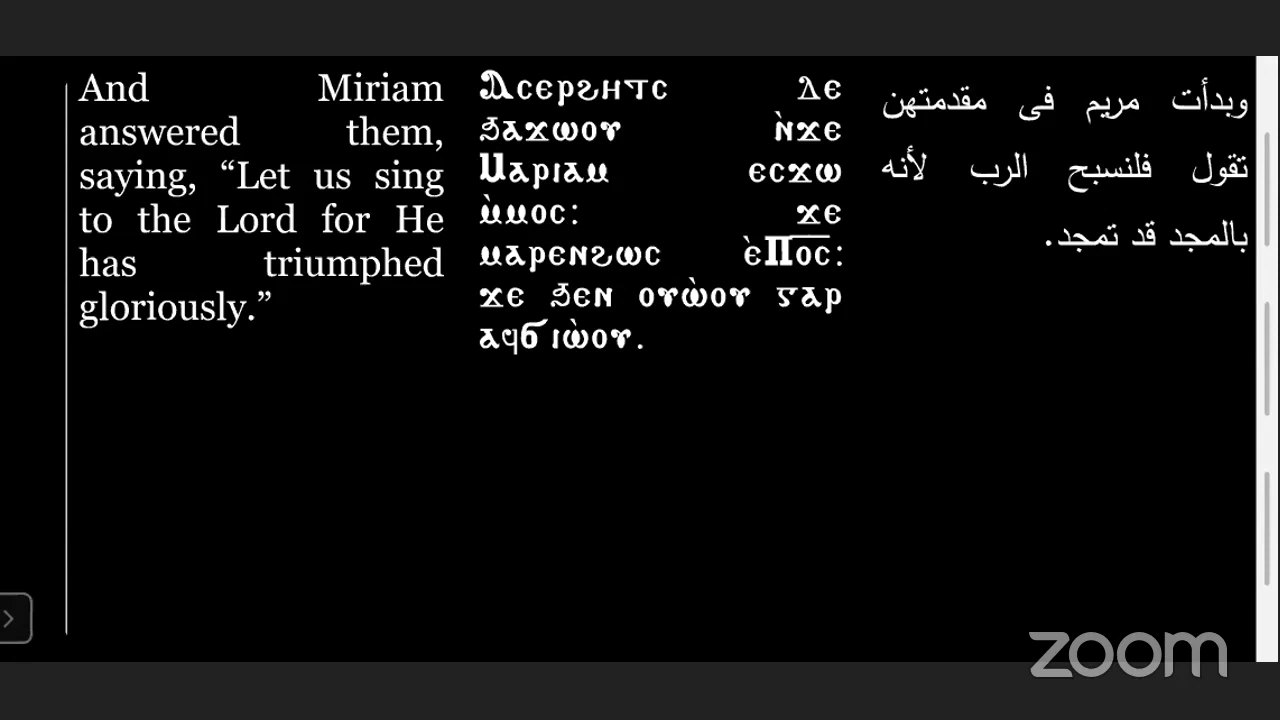 And Miriam
answered them,
saying, “Let us sing
to the Lord for He
has triumphed
gloriously.”
Ⲁⲥⲉⲣϩⲏⲧⲥ ⲇⲉ
ϧⲁϫⲱⲟⲩ ⲛ̀ϫⲉ
Ⲙⲁⲣⲓⲁⲙ ⲉⲥϫⲱ
ⲙ̀ⲙⲟⲥ: ϫⲉ
ⲙⲁⲣⲉⲛϩⲱⲥ ⲉ̀Ⲡⲟ̅ⲥ̅:
ϫⲉ ϧⲉⲛ ⲟⲩⲱ̀ⲟⲩ ⲅⲁⲣ
ⲁϥϭⲓⲱ̀ⲟⲩ.
وبدأت مريم فى مقدمتهن
تقول فلنسبح الرب لأنه
بالمجد قد تمجد.
zoom